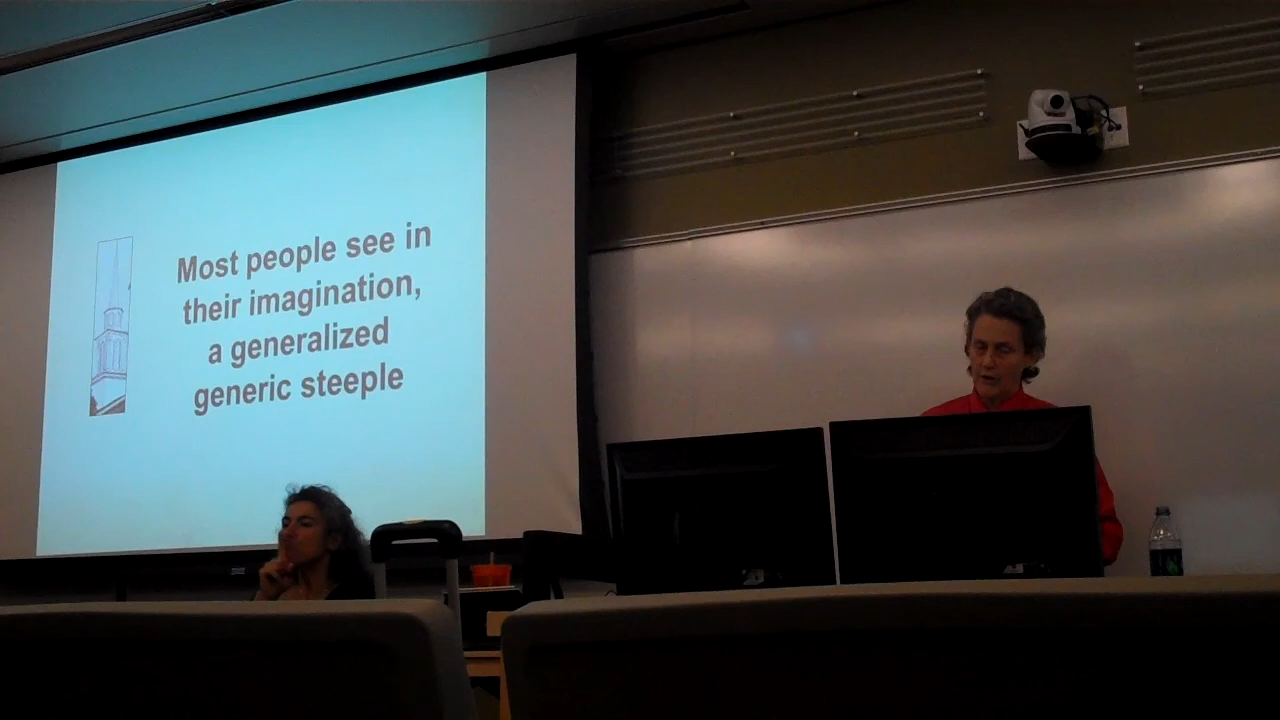 Most people see in
their imagination,
a generalized
generic steeple